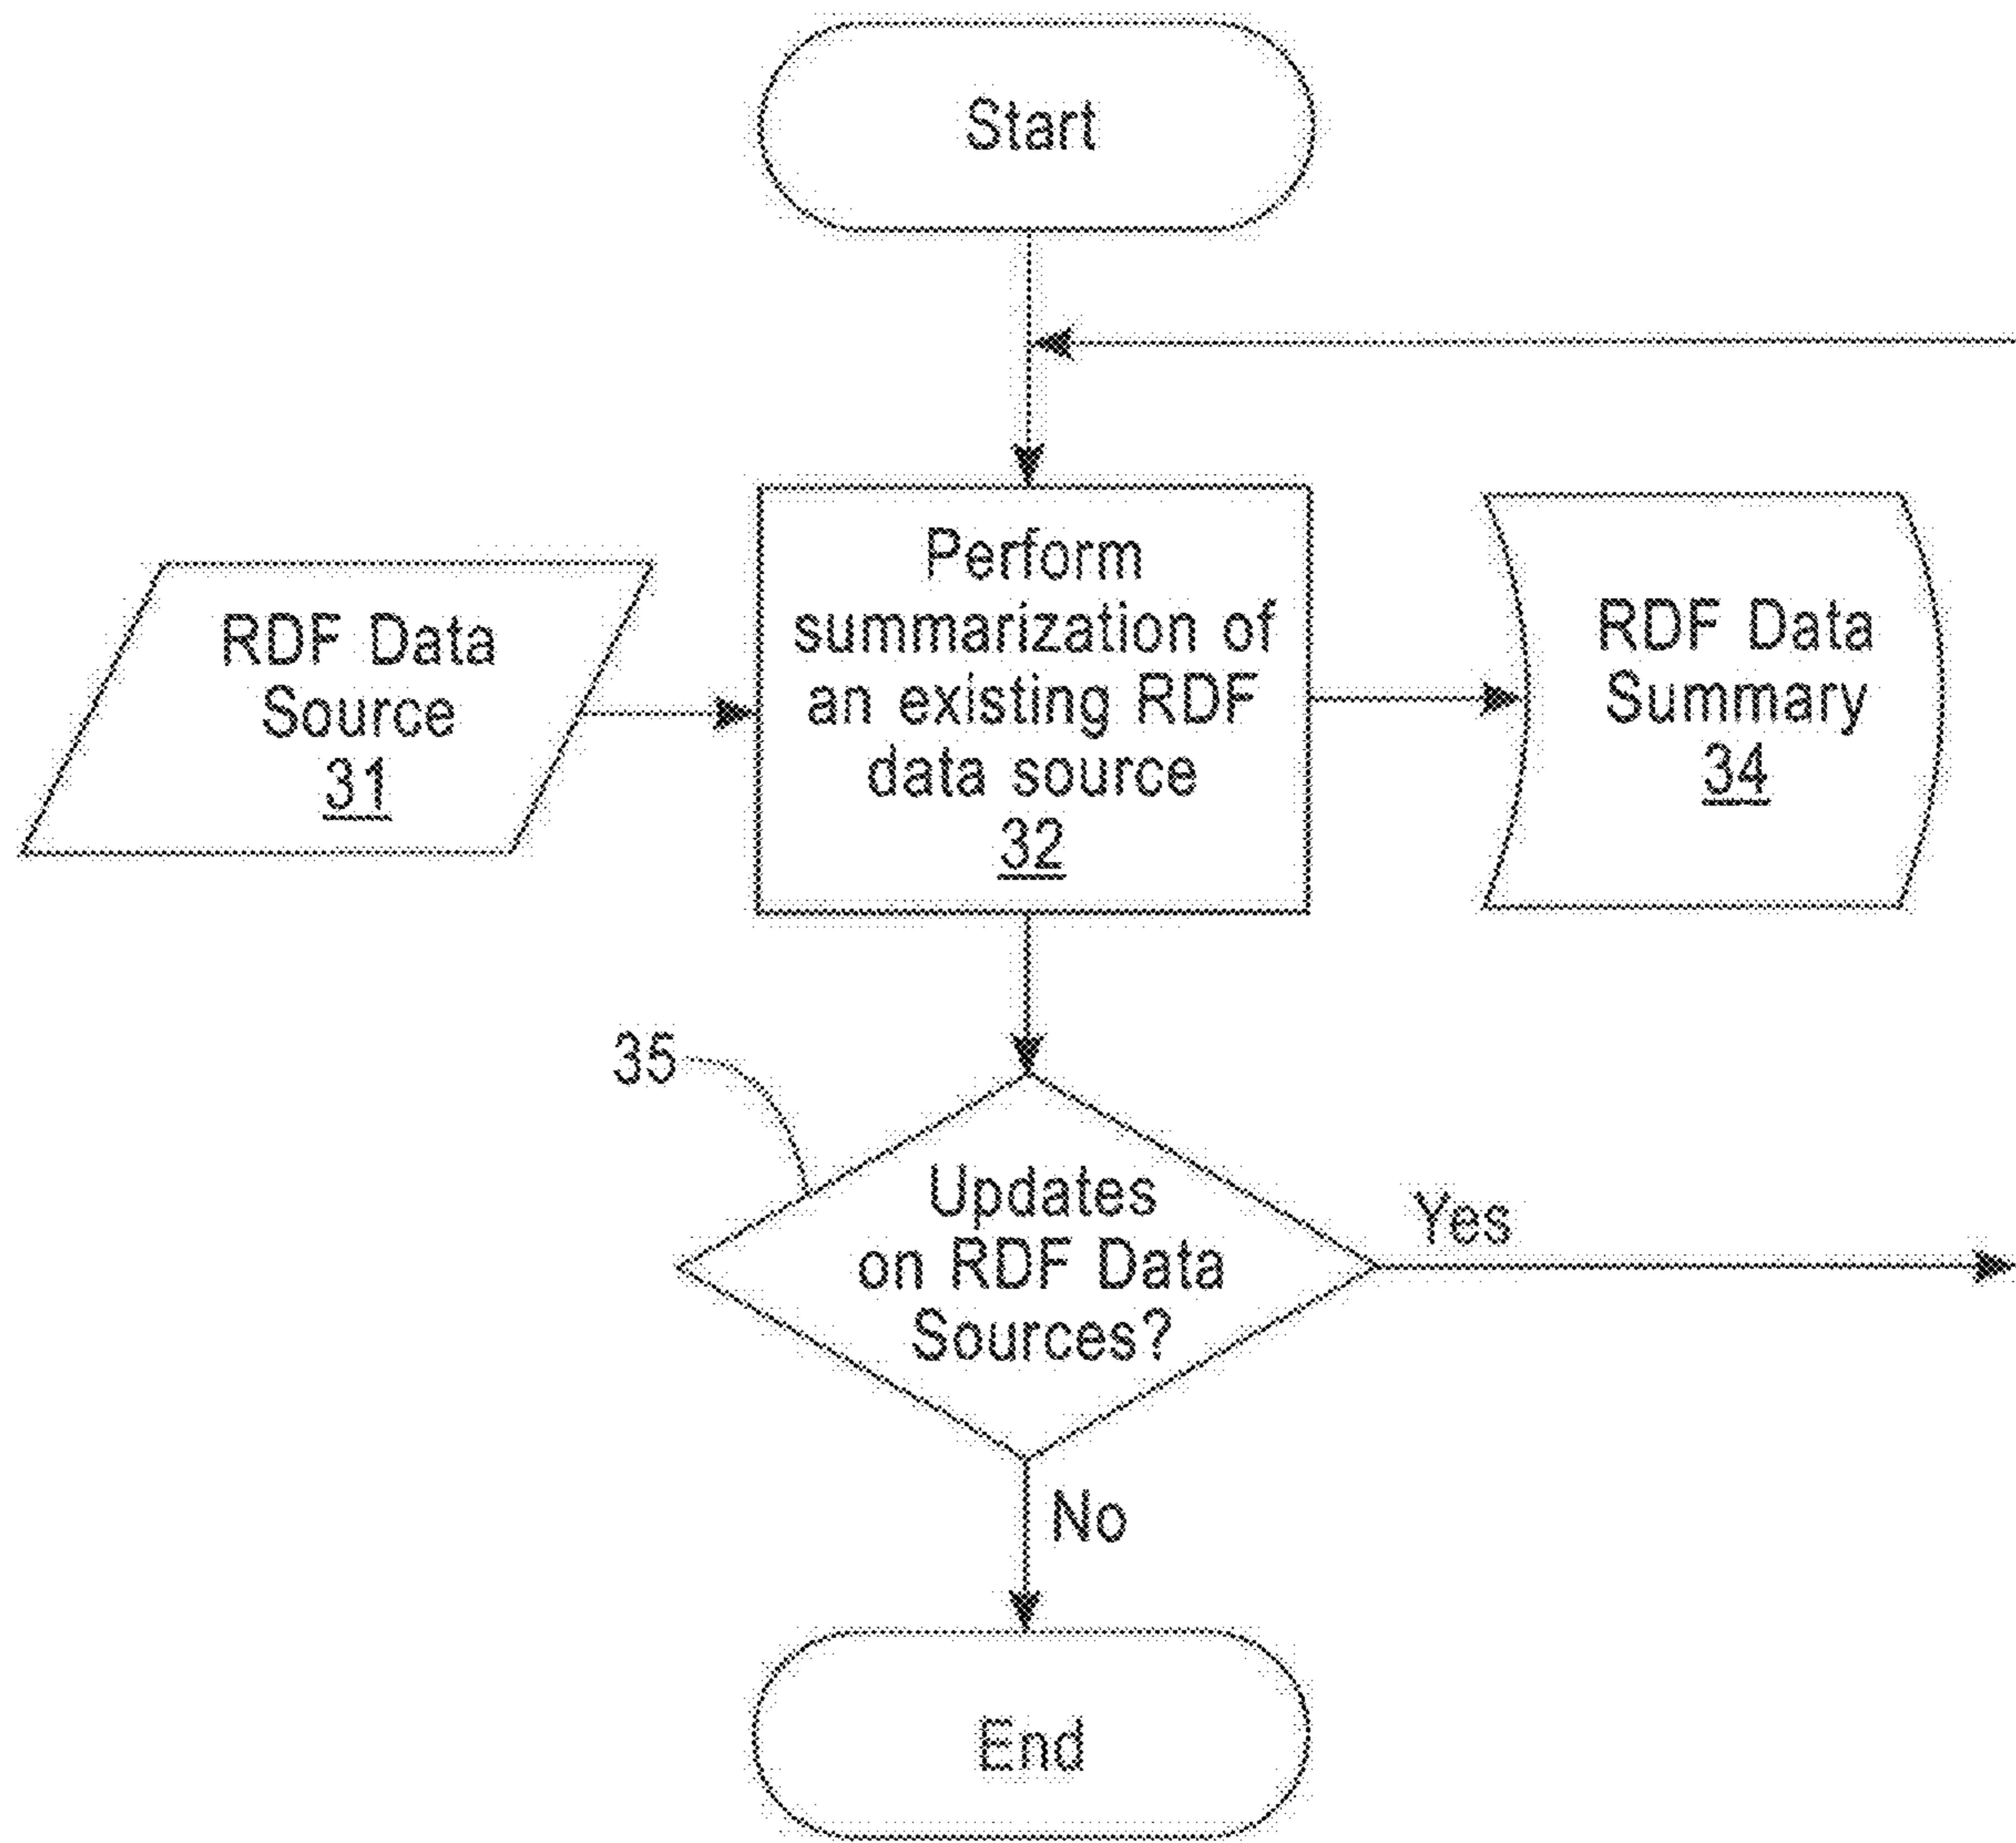 Start
RDF Data
Source
31
Perform
summarization of
an existing RDF
data source
32
RDF Data
Summary
34
35
Updates
on RDF Data
Sources?
Yes
No
End